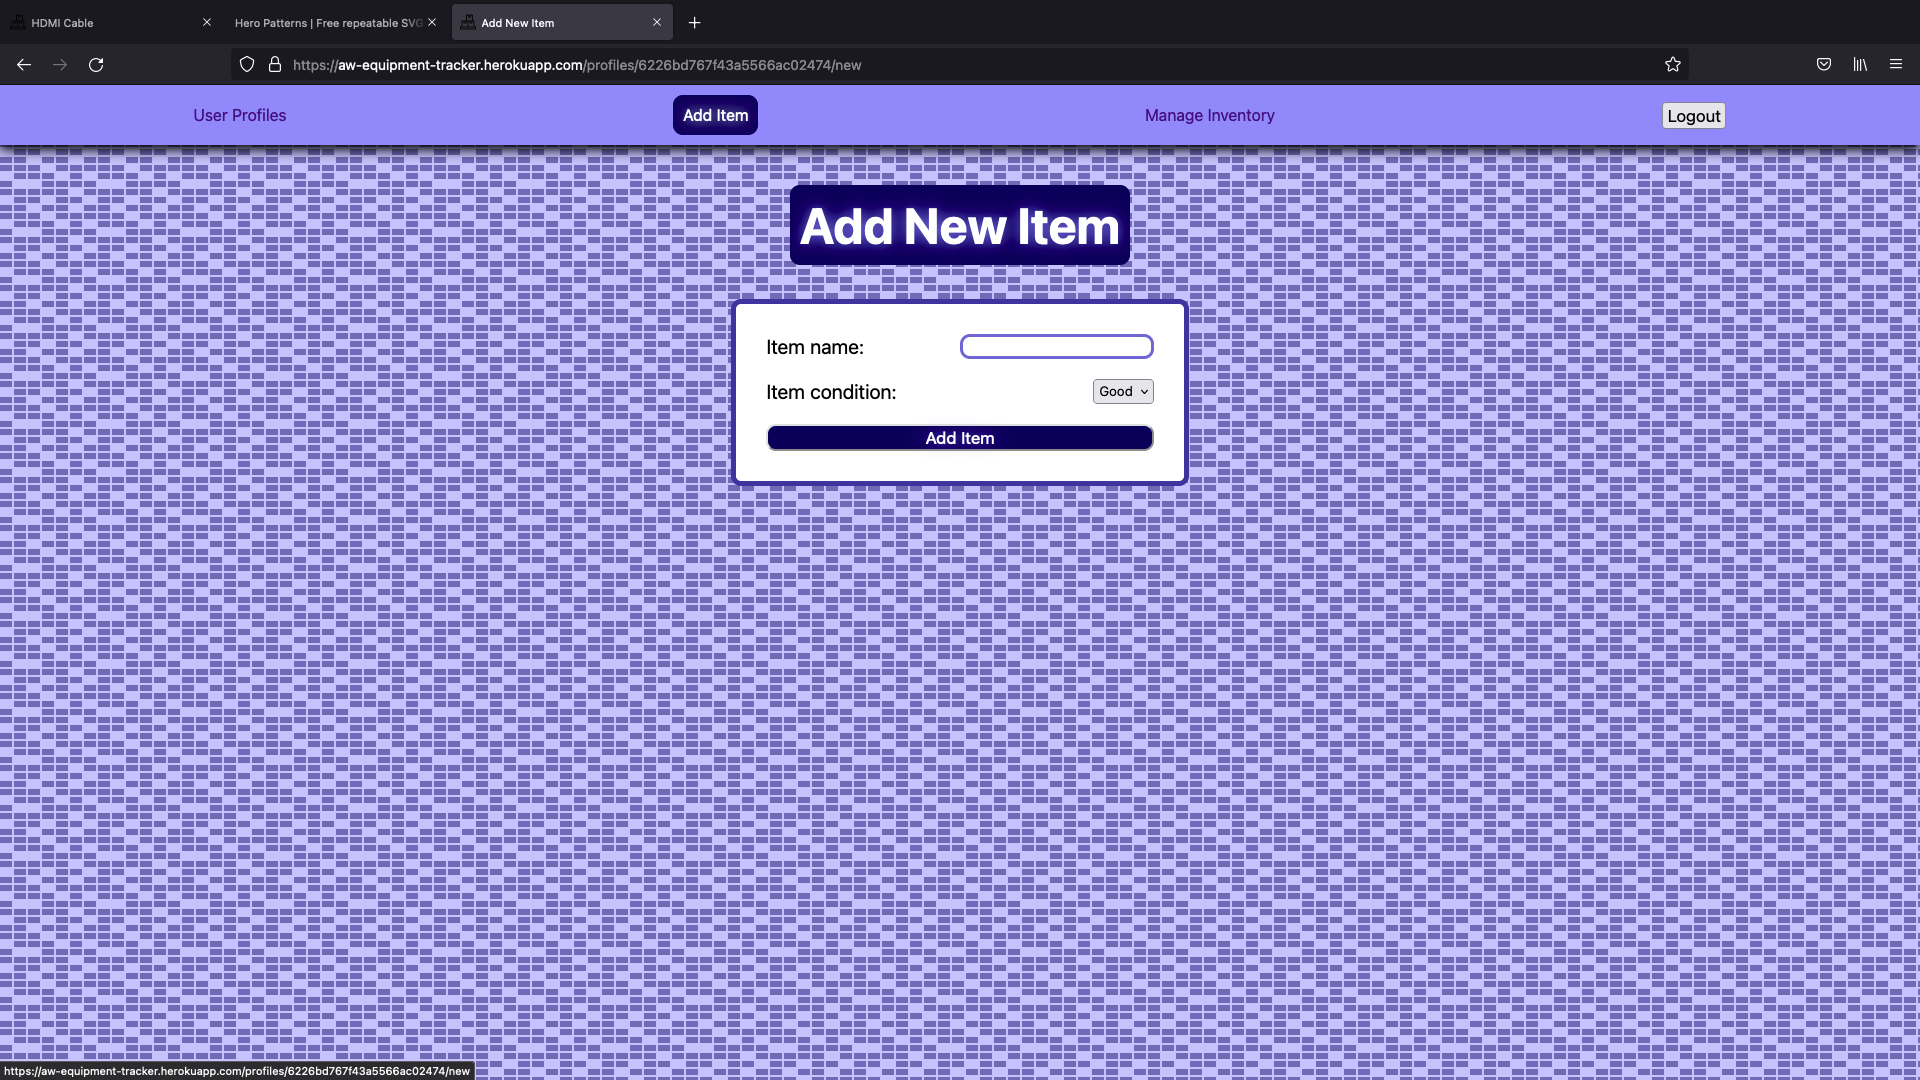 HDMI Cable
Hero Patterns | Free repeatable SVG
Add New Item
https://aw-equipment-tracker.herokuapp.com/profiles/6226bd767f43a5566ac02474/new
User Profiles
Add Item
Manage Inventory
Logout
Add New Item
Item name:
Item condition:
Good
Add Item
https://aw-equipment-tracker.herokuapp.com/profiles/6226bd767f43a5566ac02474/new